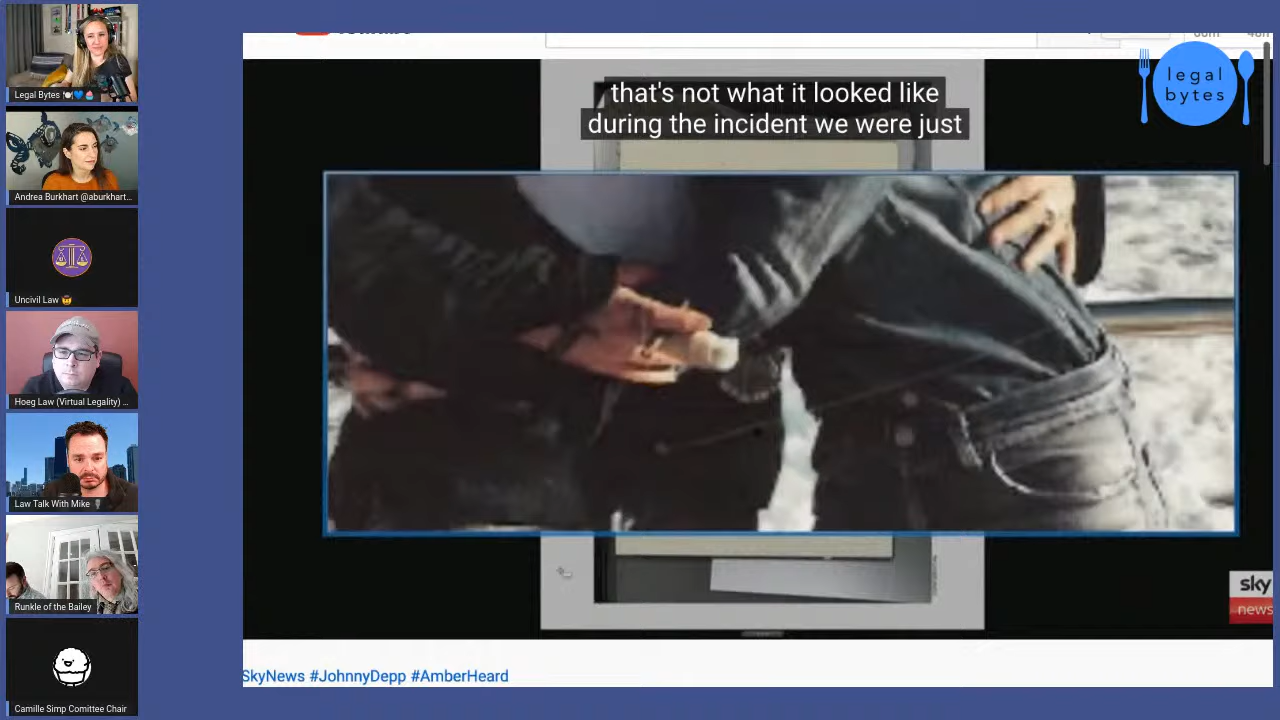 that's not what it looked like
during the incident we were just
legal
bytes
Legal Bytes
Andrea Burkhart @aburkhart...
Uncivil Law
Hoeg Law (Virtual Legality) ...
Law Talk With Mike
Runkle of the Bailey
Camille Simp Comittee Chair
sky
news
SkyNews #JohnnyDepp #AmberHeard